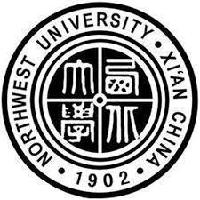 NORTHWEST UNIVERSITY · XI'AN CHINA
· 1902 ·
西北
大學